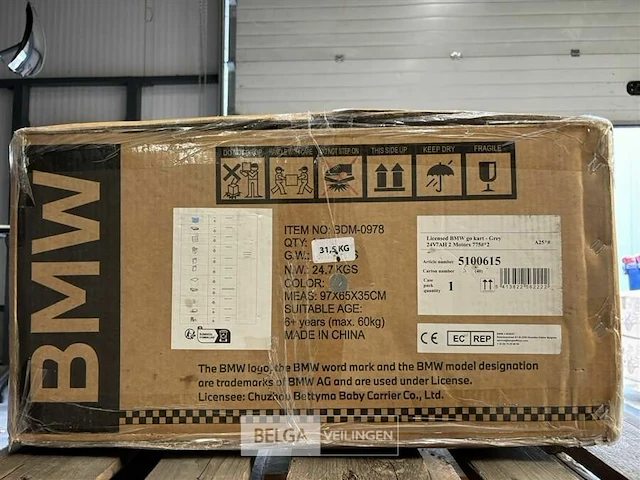 BMW
HANDLE WITH CARE
DO NOT STEP ON
THIS SIDE UP
KEEP DRY
FRAGILE
ITEM NO: BDM-0978
QTY:
31,5 KG
G.W.:
N.W: 24.7 KGS
COLOR:
MEAS: 97X65X35CM
SUITABLE AGE:
6+ years (max. 60kg)
MADE IN CHINA
Licensed BMW go kart - Grey
24V7AH 2 Motors 775#*2
A25'#
Article number 5100615
Carton number
Case pack quantity 1
CE EC REP
The BMW logo, the BMW word mark and the BMW model designation
are trademarks of BMW AG and are used under License.
Licensee: Chuzhou Bettyma Baby Carrier Co., Ltd.
BELGA VEILINGEN